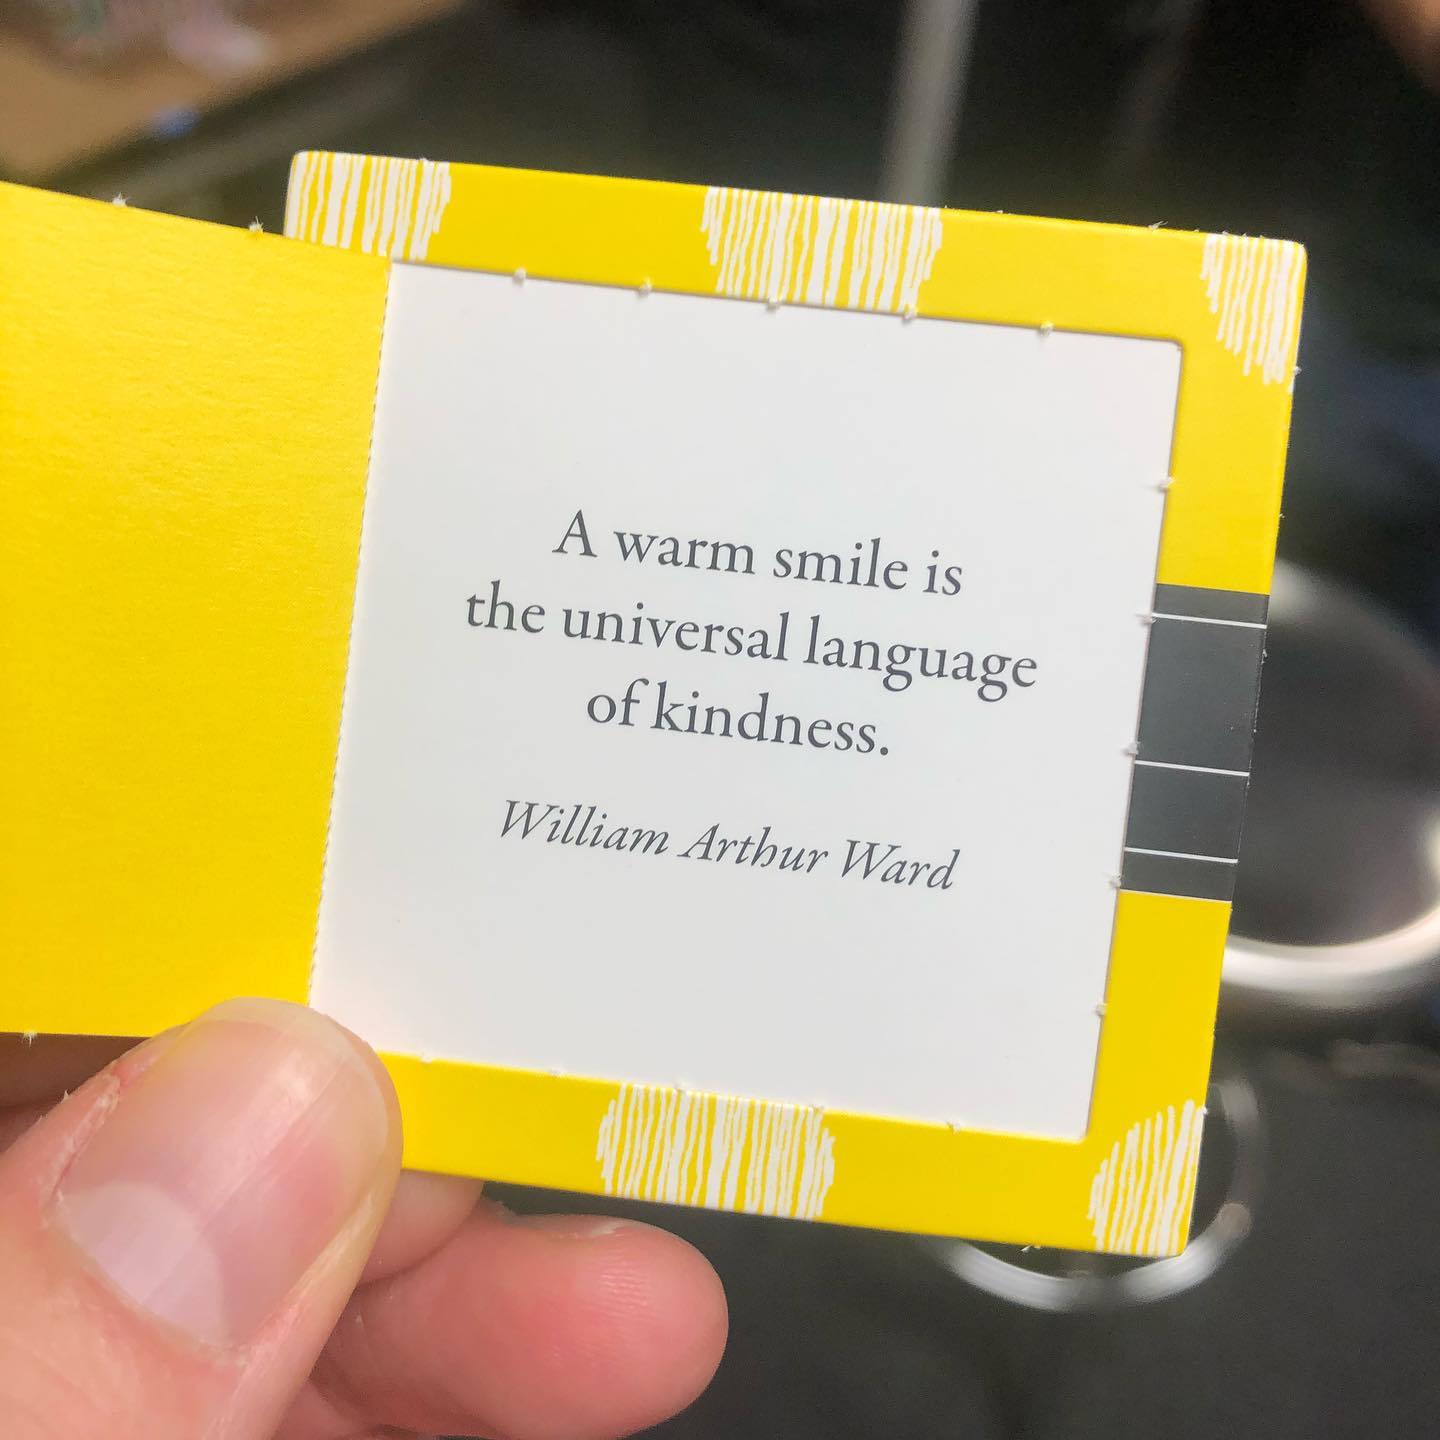 A warm smile is
the universal language
of kindness.
William Arthur Ward